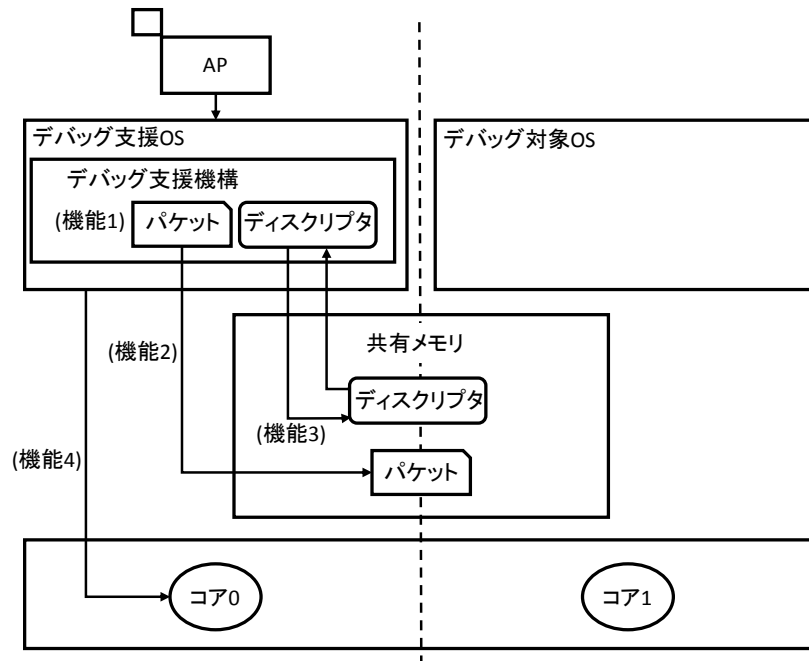 AP
デバッグ支援OS
デバッグ対象OS
デバッグ支援機構
(機能1)
パケット
ディスクリプタ
共有メモリ
(機能2)
ディスクリプタ
(機能3)
(機能4)
パケット
コア0
コア1